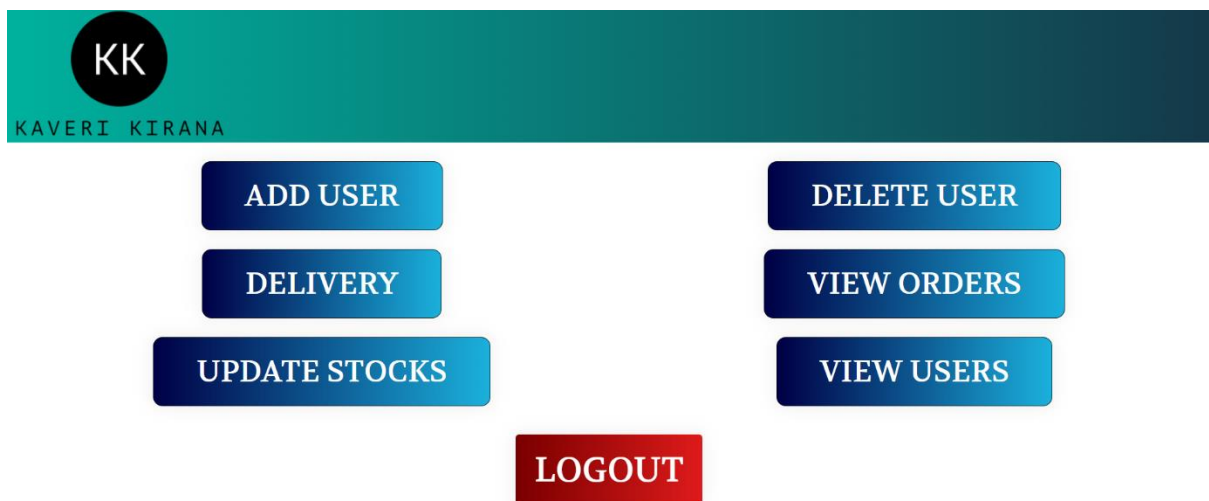 KK
KAVERI KIRANA
ADD USER
DELETE USER
DELIVERY
VIEW ORDERS
UPDATE STOCKS
VIEW USERS
LOGOUT